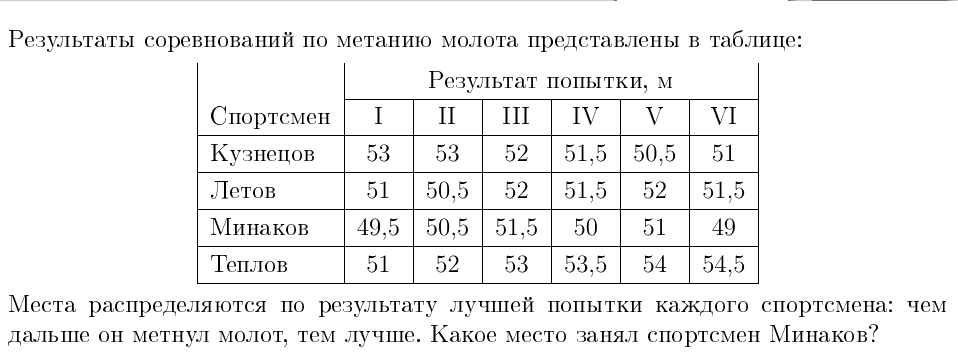 Результаты соревнований по метанию молота представлены в таблице:
Результат попытки, м
Спортсмен I II III IV V VI
Кузнецов 53 53 52 51,5 50,5 51
Летов 51 50,5 52 51,5 52 51,5
Минаков 49,5 50,5 51,5 50 51 49
Теплов 51 52 53 53,5 54 54,5
Места распределяются по результату лучшей попытки каждого спортсмена: чем
дальше он метнул молот, тем лучше. Какое место занял спортсмен Минаков?